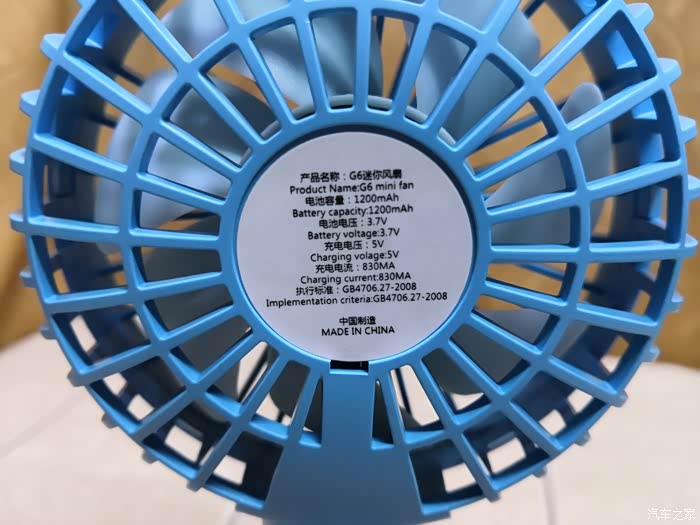 产品名称：G6迷你风扇
Product Name:G6 mini fan
电池容量：1200mAh
Battery capacity:1200mAh
电池电压：3.7V
Battery voltage:3.7V
充电电压：5V
Charging volage:5V
充电电流：830MA
Charging current:830MA
执行标准：GB4706.27-2008
Implementation criteria:GB4706.27-2008
中国制造
MADE IN CHINA
汽车之家